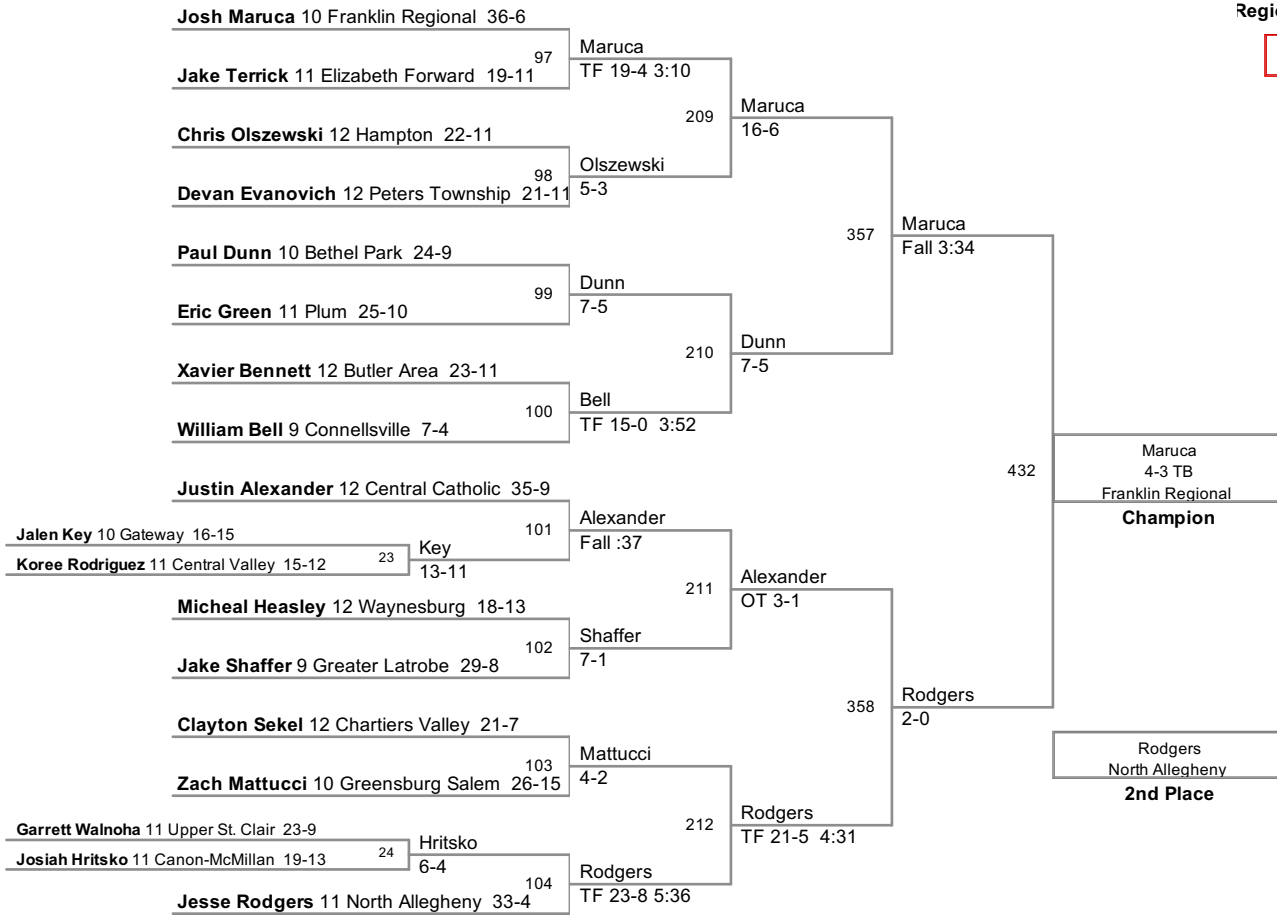 Regi
Josh Maruca 10 Franklin Regional 36-6
97
Maruca
TF 19-4 3:10
Jake Terrick 11 Elizabeth Forward 19-11
209
Maruca
16-6
Chris Olszewski 12 Hampton 22-11
98
Olszewski
5-3
Devan Evanovich 12 Peters Township 21-11
357
Maruca
Fall 3:34
Paul Dunn 10 Bethel Park 24-9
99
Dunn
7-5
Eric Green 11 Plum 25-10
210
Dunn
7-5
Xavier Bennett 12 Butler Area 23-11
100
Bell
TF 15-0 3:52
William Bell 9 Connellsville 7-4
432
Maruca
4-3 TB
Franklin Regional
Champion
Justin Alexander 12 Central Catholic 35-9
101
Alexander
Fall :37
Jalen Key 10 Gateway 16-15
23
Key
13-11
Koree Rodriguez 11 Central Valley 15-12
211
Alexander
OT 3-1
Micheal Heasley 12 Waynesburg 18-13
102
Shaffer
7-1
Jake Shaffer 9 Greater Latrobe 29-8
358
Rodgers
2-0
Clayton Sekel 12 Chartiers Valley 21-7
103
Mattucci
4-2
Zach Mattucci 10 Greensburg Salem 26-15
Rodgers
North Allegheny
2nd Place
212
Rodgers
TF 21-5 4:31
Garrett Walnoha 11 Upper St. Clair 23-9
24
Hritsko
6-4
Josiah Hritsko 11 Canon-McMillan 19-13
104
Rodgers
TF 23-8 5:36
Jesse Rodgers 11 North Allegheny 33-4